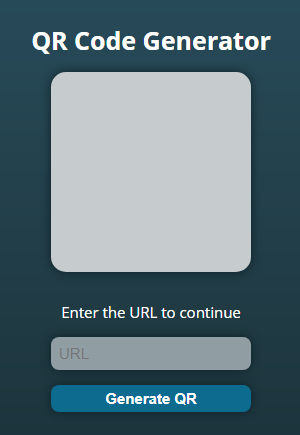 QR Code Generator
Enter the URL to continue
URL
Generate QR